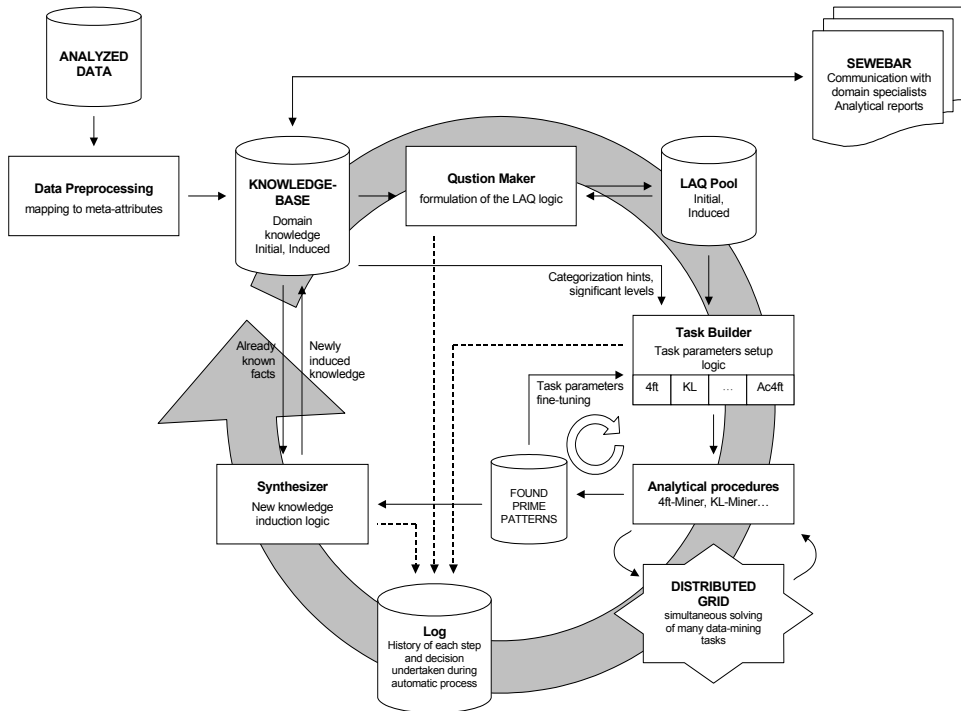 ANALYZED
DATA
SEWEBAR
Communication with
domain specialists
Analytical reports
Data Preprocessing
mapping to meta-attributes
KNOWLEDGE-
BASE
Domain
knowledge
Initial, Induced
Qustion Maker
formulation of the LAQ logic
LAQ Pool
Initial,
Induced
Categorization hints,
significant levels
Task Builder
Task parameters setup
logic
4ft
KL
...
Ac4ft
Already
known
facts
Newly
induced
knowledge
Task parameters
fine-tuning
Synthesizer
New knowledge
induction logic
FOUND
PRIME
PATTERNS
Analytical procedures
4ft-Miner, KL-Miner...
DISTRIBUTED
GRID
simultaneous solving
of many data-mining
tasks
Log
History of each step
and decision
undertaken during
automatic process